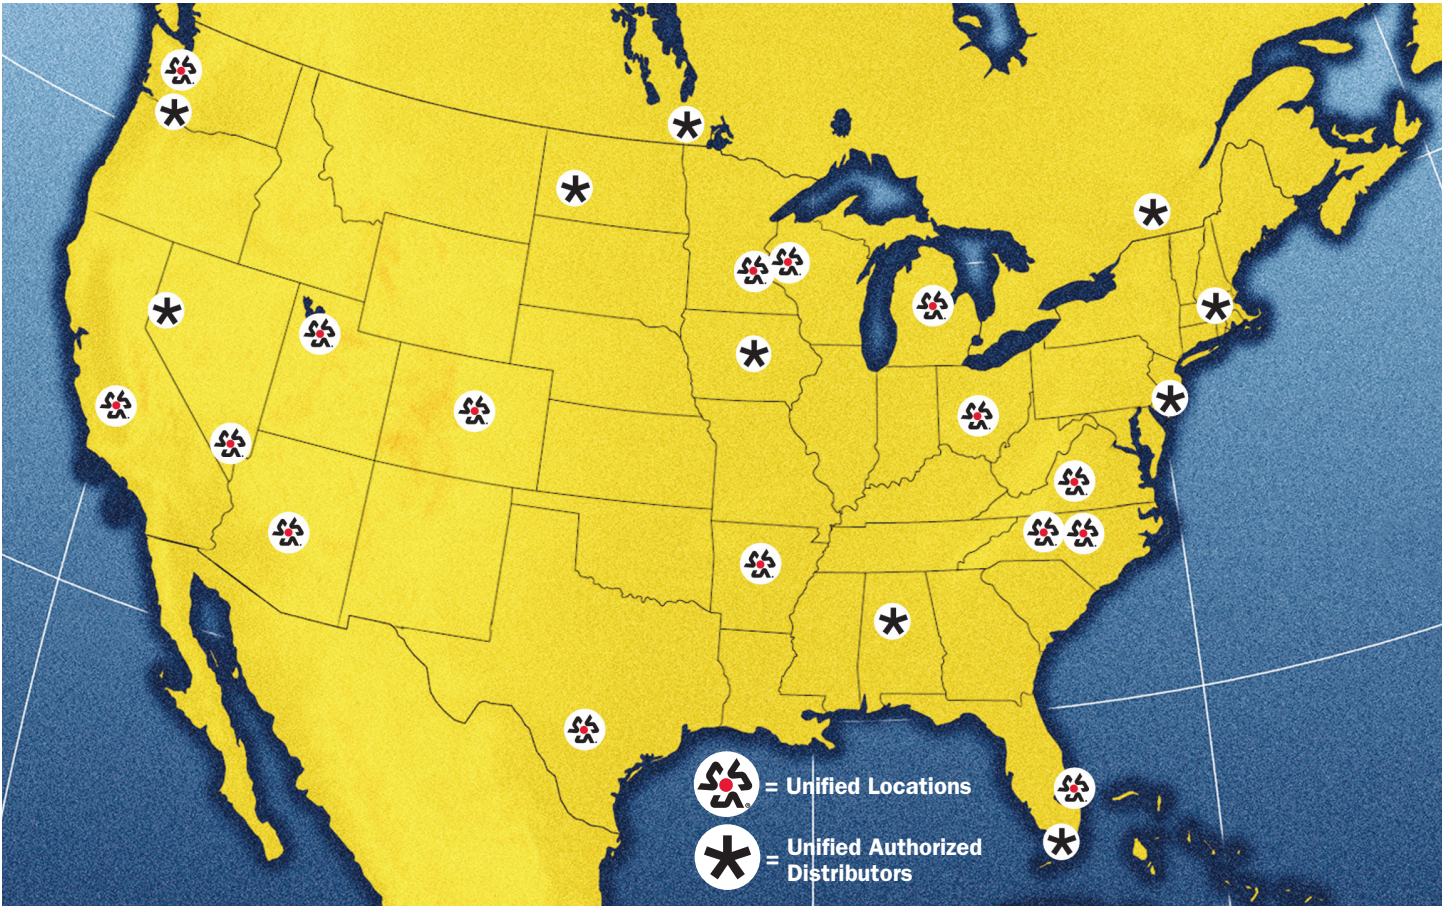 = Unified Locations
= Unified Authorized
Distributors